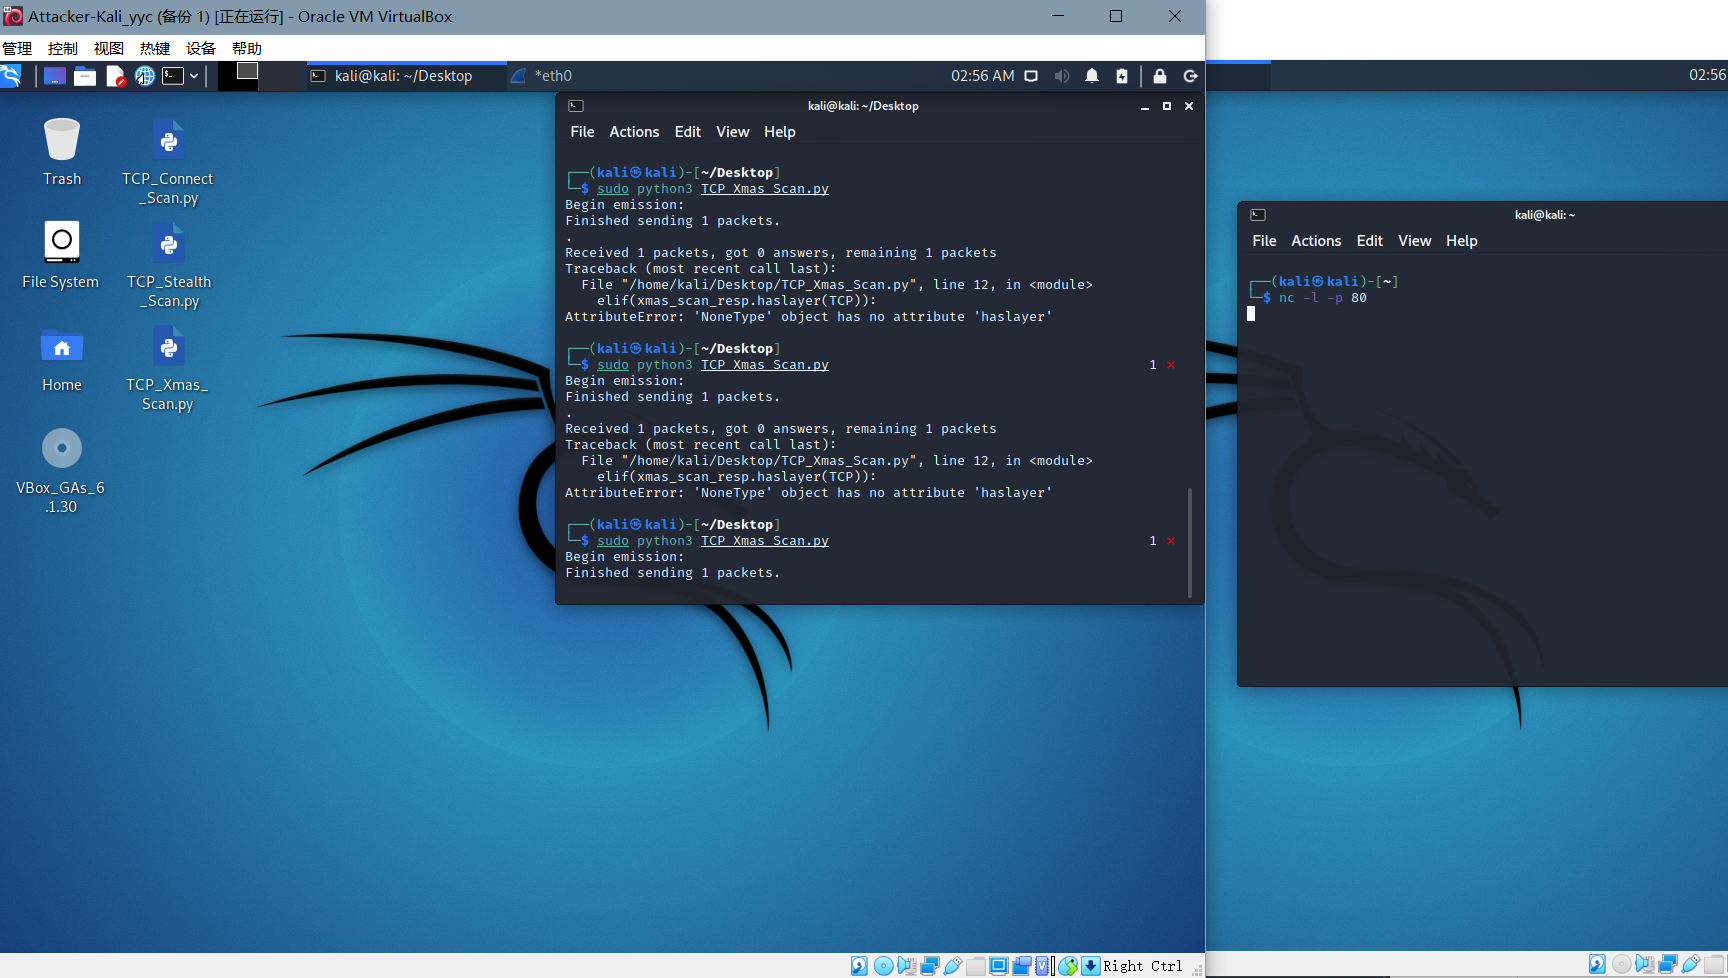 Attacker-Kali_yyc (备份 1) [正在运行] - Oracle VM VirtualBox
管理 控制 视图 热键 设备 帮助
kali@kali: ~/Desktop
*eth0
02:56 AM
02:56
Trash
TCP_Connect
_Scan.py
File System
TCP_Stealth
_Scan.py
Home
TCP_Xmas_
Scan.py
VBox_GAs_6
.1.30
kali@kali: ~/Desktop
File Actions Edit View Help
┌──(kali㉿kali)-[~/Desktop]
└─$ sudo python3 TCP_Xmas_Scan.py
Begin emission:
Finished sending 1 packets.
.
Received 1 packets, got 0 answers, remaining 1 packets
Traceback (most recent call last):
  File "/home/kali/Desktop/TCP_Xmas_Scan.py", line 12, in <module>
    elif(xmas_scan_resp.haslayer(TCP)):
AttributeError: 'NoneType' object has no attribute 'haslayer'
┌──(kali㉿kali)-[~/Desktop]
└─$ sudo python3 TCP_Xmas_Scan.py 1 ⨯
Begin emission:
Finished sending 1 packets.
.
Received 1 packets, got 0 answers, remaining 1 packets
Traceback (most recent call last):
  File "/home/kali/Desktop/TCP_Xmas_Scan.py", line 12, in <module>
    elif(xmas_scan_resp.haslayer(TCP)):
AttributeError: 'NoneType' object has no attribute 'haslayer'
┌──(kali㉿kali)-[~/Desktop]
└─$ sudo python3 TCP_Xmas_Scan.py 1 ⨯
Begin emission:
Finished sending 1 packets.
kali@kali: ~
File Actions Edit View Help
┌──(kali㉿kali)-[~]
└─$ nc -l -p 80
Right Ctrl